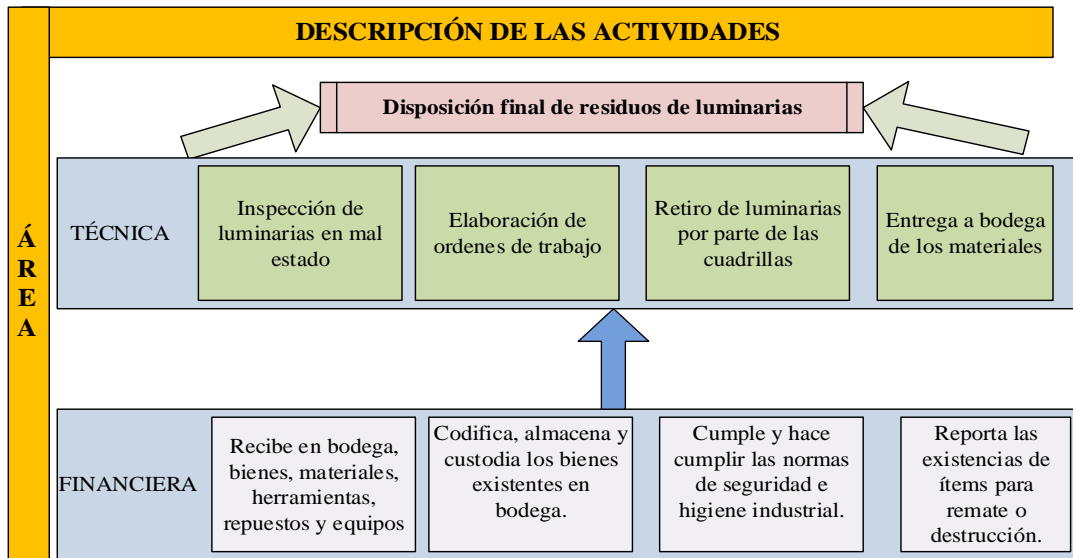 DESCRIPCIÓN DE LAS ACTIVIDADES
Disposición final de residuos de luminarias
Á
R
E
A
TÉCNICA
Inspección de
luminarias en mal
estado
Elaboración de
ordenes de trabajo
Retiro de luminarias
por parte de las
cuadrillas
Entrega a bodega
de los materiales
FINANCIERA
Recibe en bodega,
bienes, materiales,
herramientas,
repuestos y equipos
Codifica, almacena y
custodia los bienes
existentes en
bodega.
Cumple y hace
cumplir las normas
de seguridad e
higiene industrial.
Reporta las
existencias de
ítems para
remate o
destrucción.